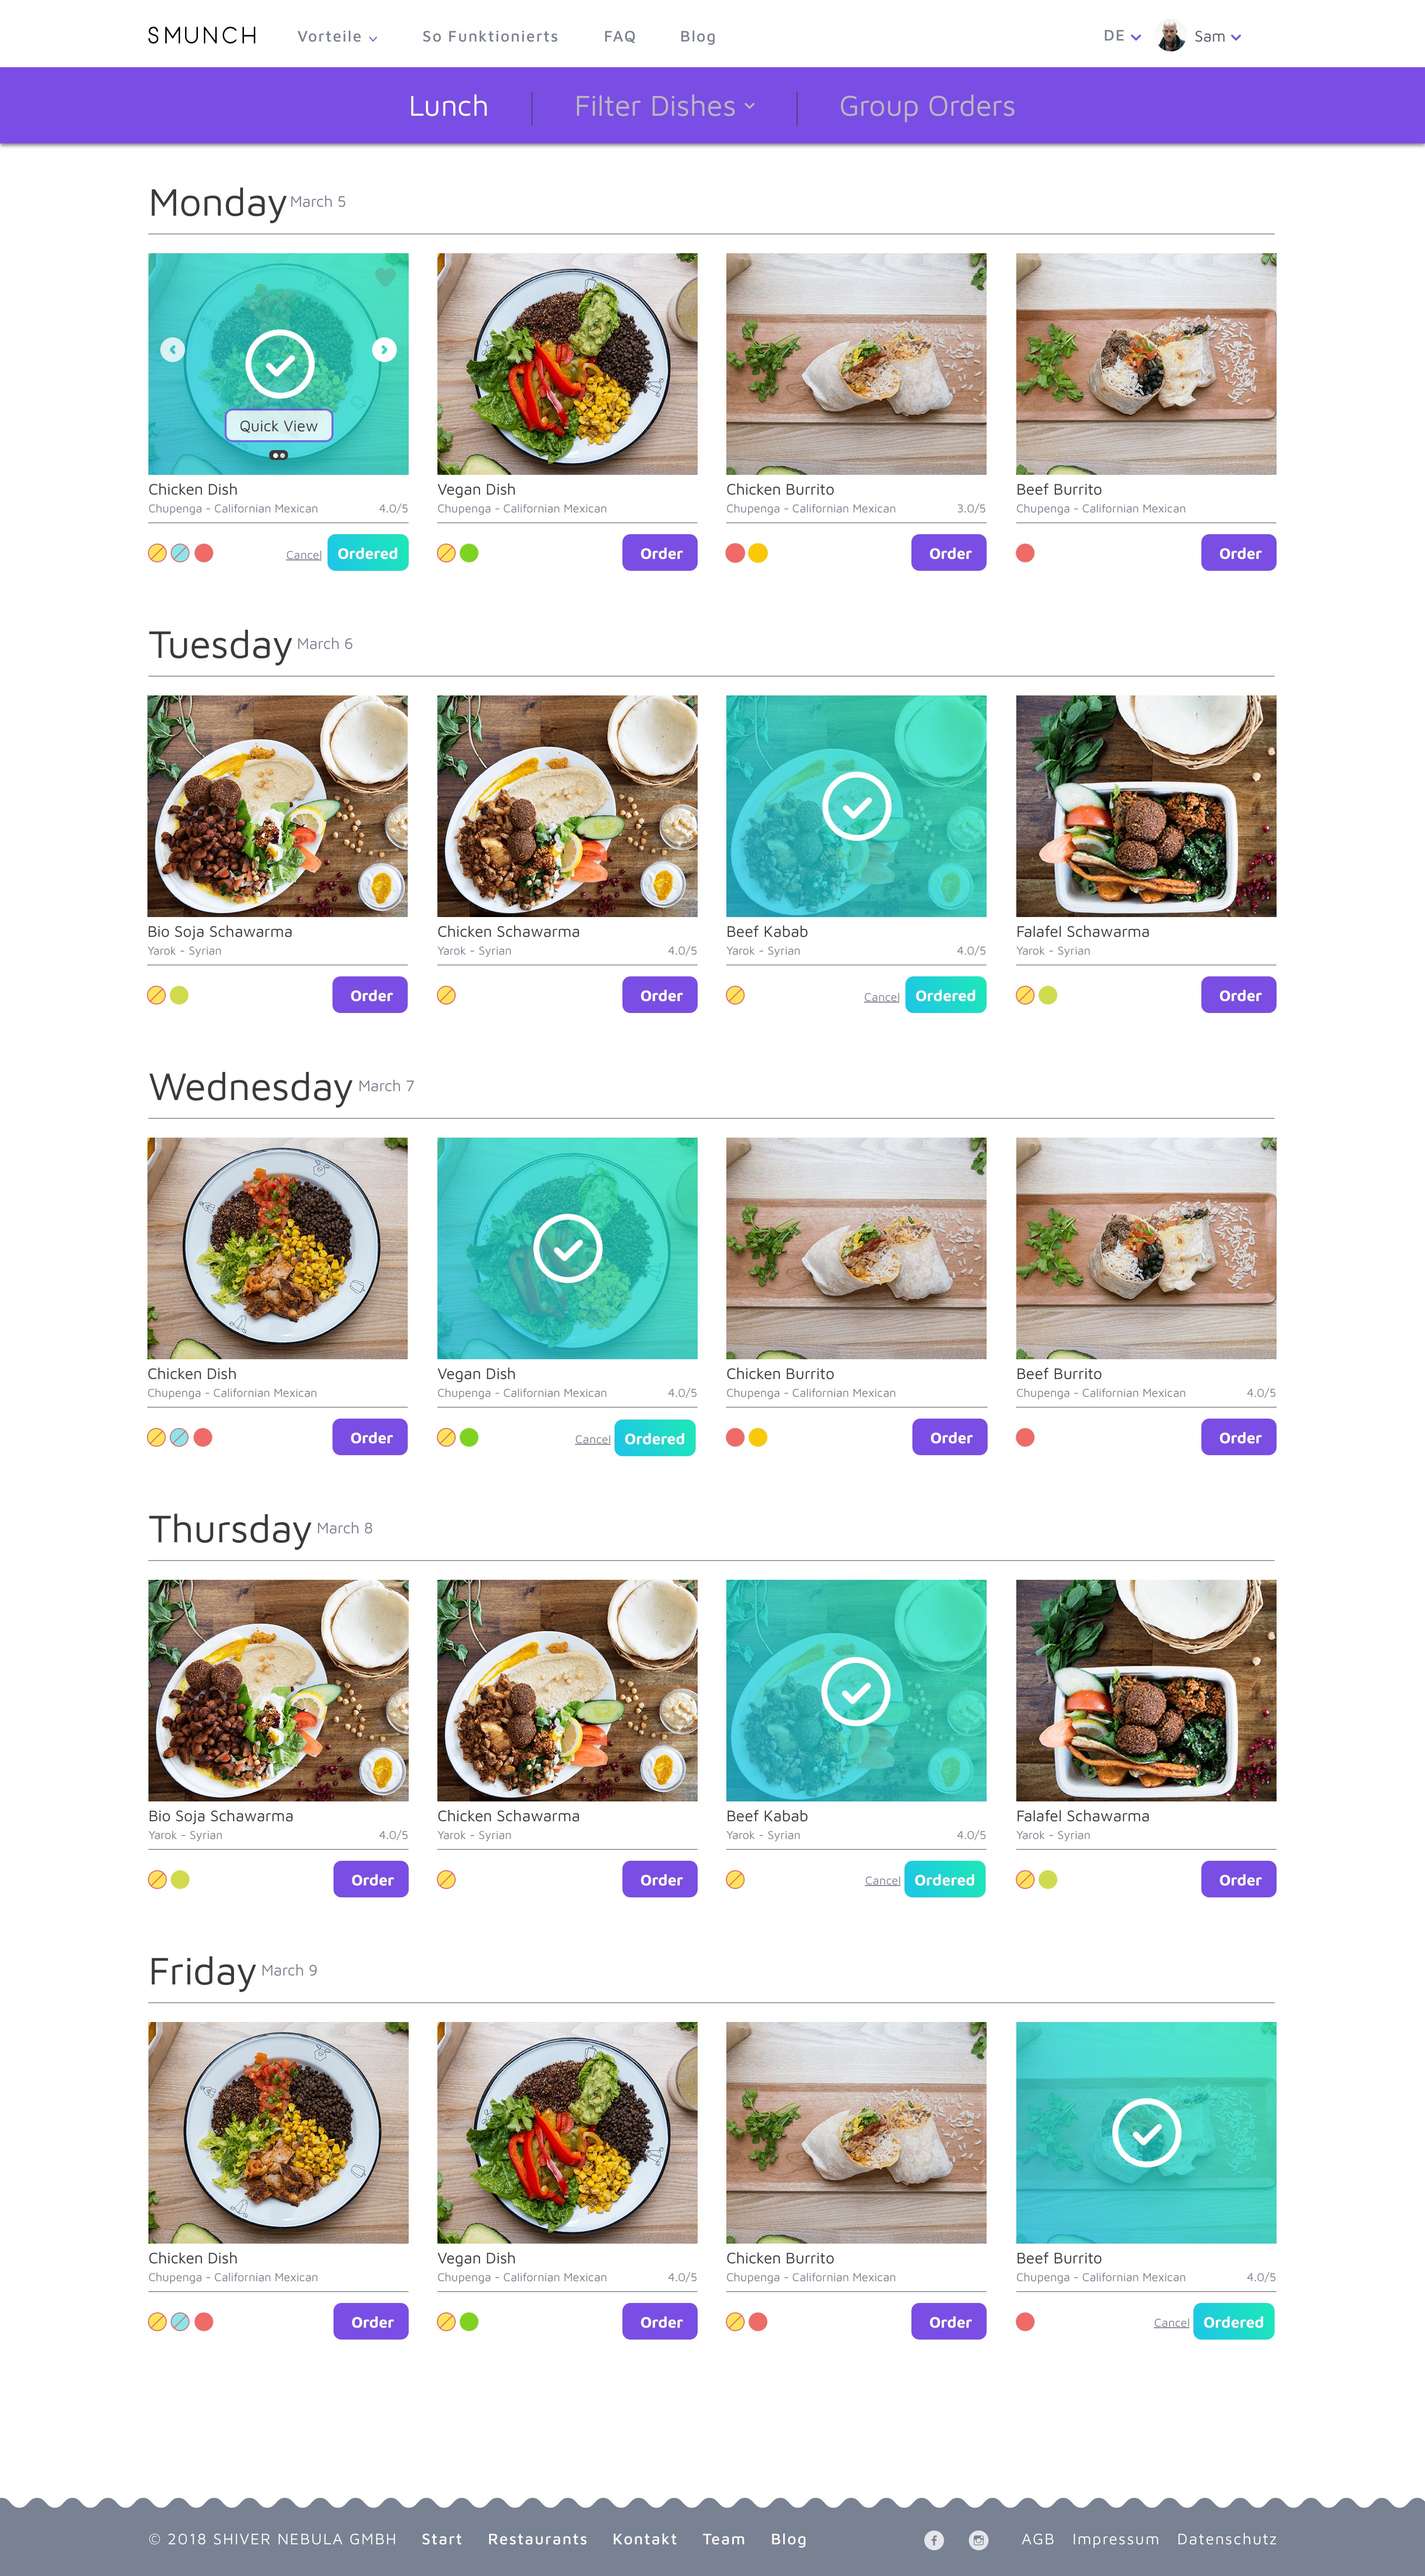 SMUNCH Vorteile So Funktionierts FAQ Blog DE Sam
Lunch Filter Dishes Group Orders
Monday March 5
Quick View
Chicken Dish Vegan Dish Chicken Burrito Beef Burrito
Chupenga - Californian Mexican 4.0/5 Chupenga - Californian Mexican Chupenga - Californian Mexican 3.0/5 Chupenga - Californian Mexican
Cancel Ordered Order Order Order
Tuesday March 6
Bio Soja Schawarma Chicken Schawarma Beef Kabab Falafel Schawarma
Yarok - Syrian Yarok - Syrian 4.0/5 Yarok - Syrian 4.0/5 Yarok - Syrian
Order Order Cancel Ordered Order
Wednesday March 7
Chicken Dish Vegan Dish Chicken Burrito Beef Burrito
Chupenga - Californian Mexican Chupenga - Californian Mexican 4.0/5 Chupenga - Californian Mexican Chupenga - Californian Mexican 4.0/5
Order Cancel Ordered Order Order
Thursday March 8
Bio Soja Schawarma Chicken Schawarma Beef Kabab Falafel Schawarma
Yarok - Syrian 4.0/5 Yarok - Syrian Yarok - Syrian 4.0/5 Yarok - Syrian
Order Order Cancel Ordered Order
Friday March 9
Chicken Dish Vegan Dish Chicken Burrito Beef Burrito
Chupenga - Californian Mexican Chupenga - Californian Mexican 4.0/5 Chupenga - Californian Mexican Chupenga - Californian Mexican 4.0/5
Order Order Order Cancel Ordered
© 2018 SHIVER NEBULA GMBH Start Restaurants Kontakt Team Blog AGB Impressum Datenschutz